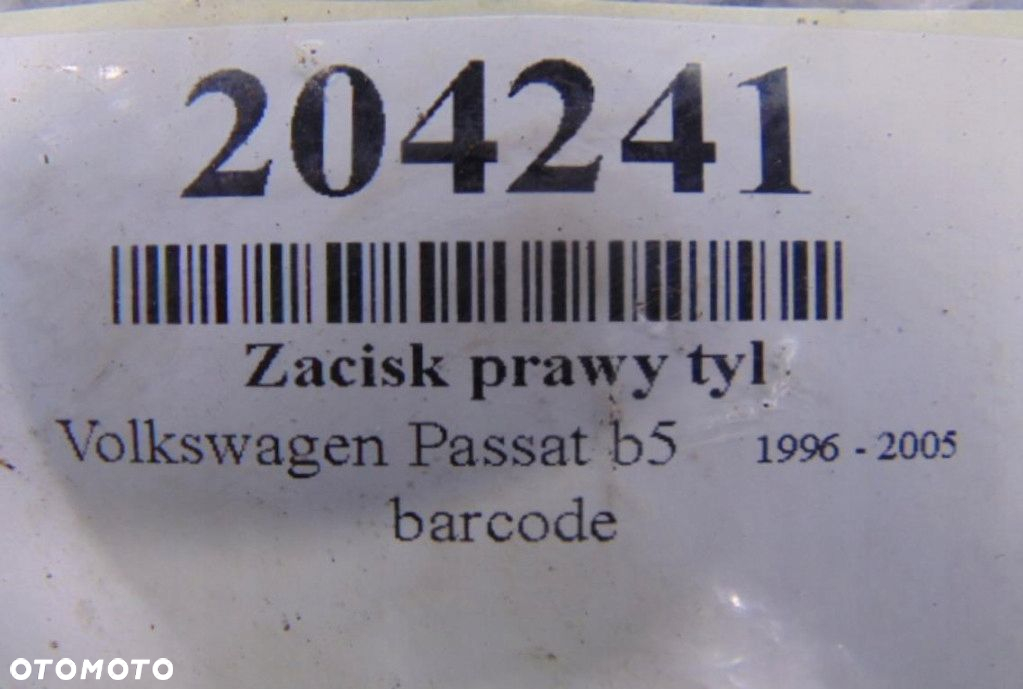 204241
Zacisk prawy tyl
Volkswagen Passat b5 1996 - 2005
barcode
OTOMOTO